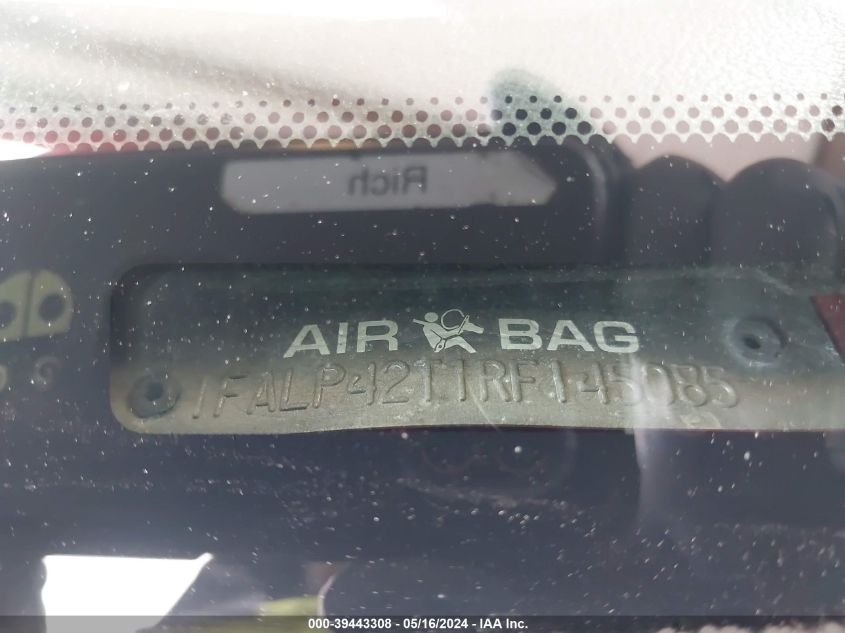 Rich
AIR BAG
1FALP42T1RF145085
000-39443308 - 05/16/2024 - IAA Inc.